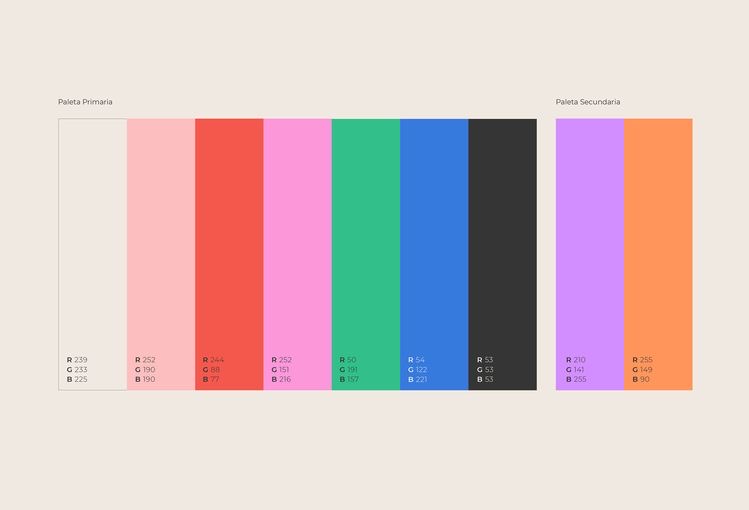 Paleta Primaria
R 239
G 233
B 225
R 252
G 190
B 190
R 244
G 88
B 77
R 252
G 151
B 216
R 50
G 191
B 157
R 54
G 122
B 221
R 53
G 53
B 53
Paleta Secundaria
R 210
G 141
B 255
R 255
G 149
B 90